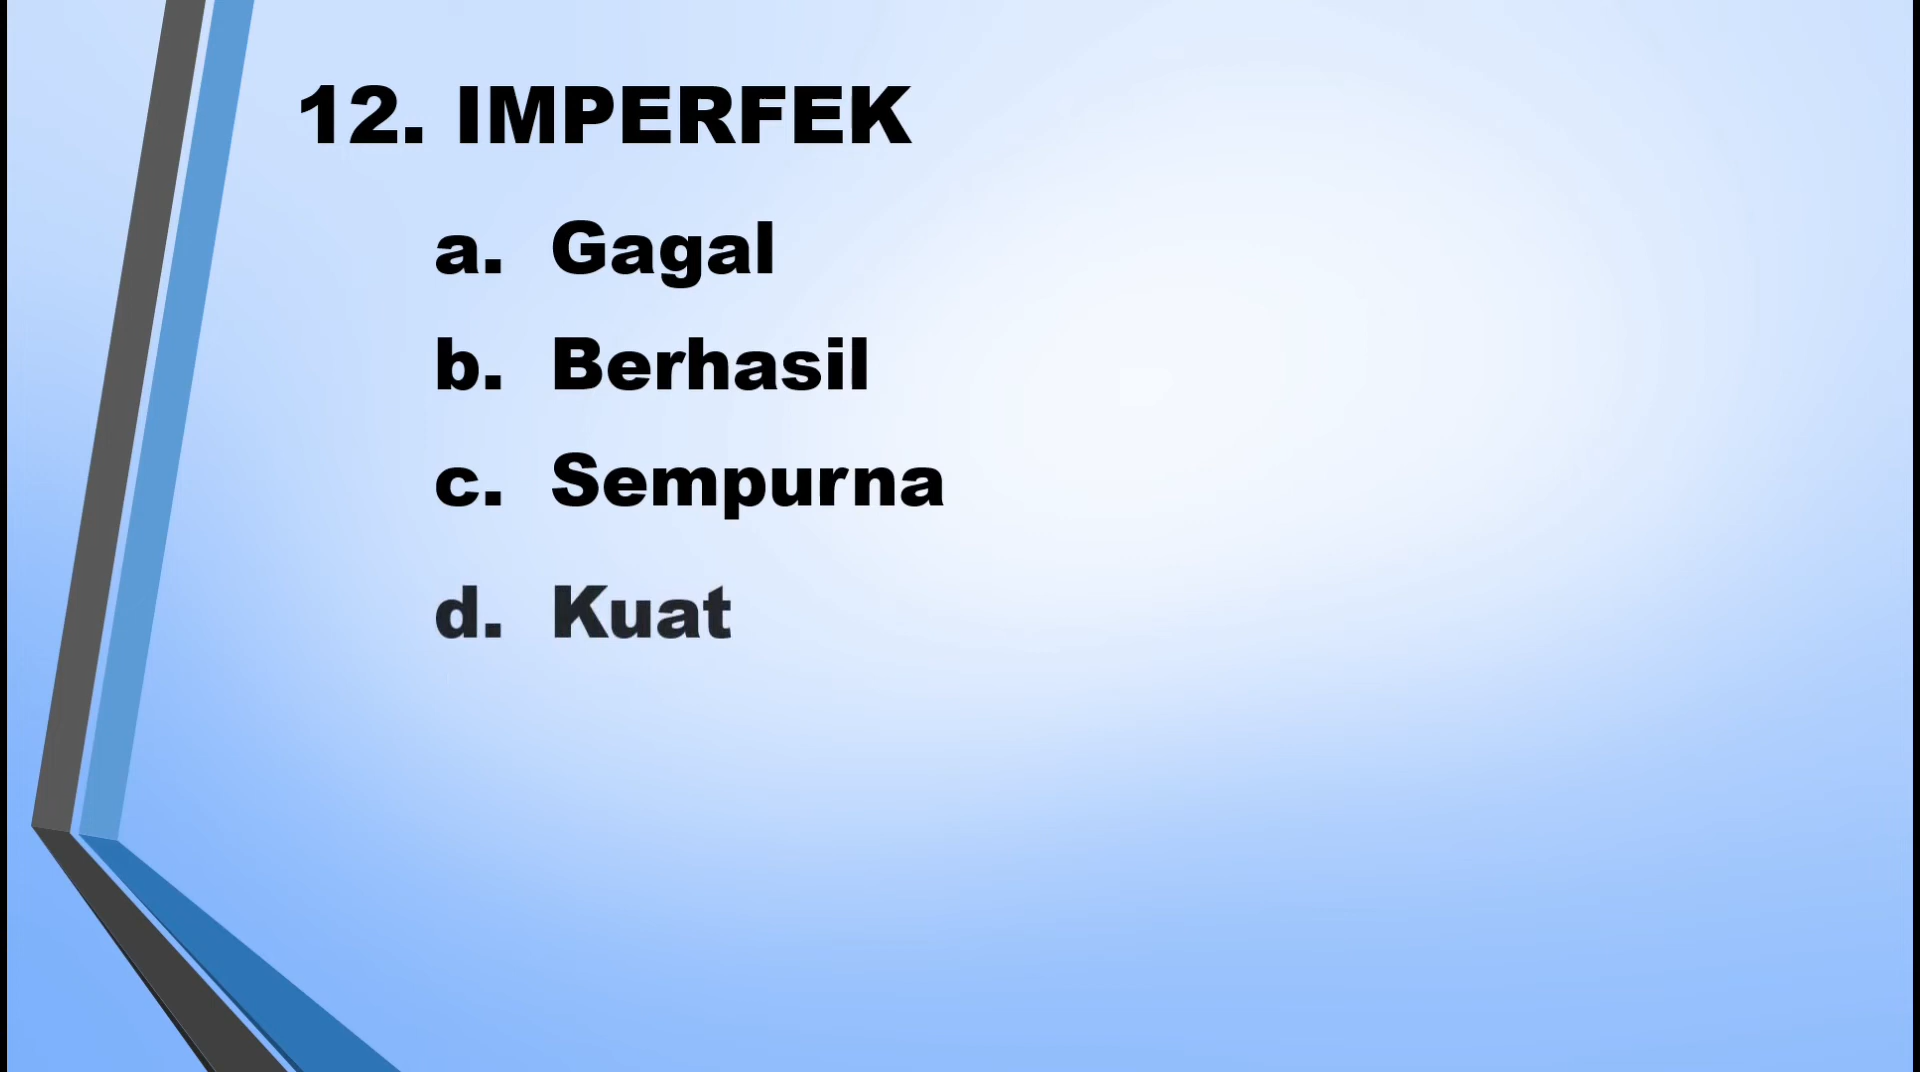 12. IMPERFEK
a. Gagal
b. Berhasil
c. Sempurna
d. Kuat